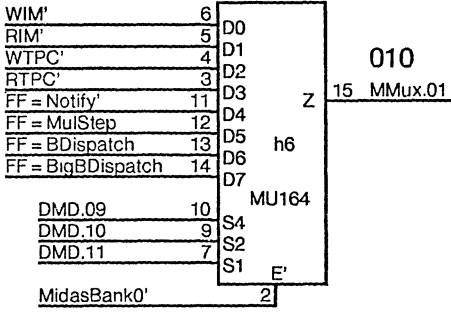 WIM' 6 D0
RIM' 5 D1
WTPC' 4 D2
RTPC' 3 D3
FF = Notify' 11 D4
FF = MulStep 12 D5
FF = BDispatch 13 D6
FF = BigBDispatch 14 D7
010
Z 15 MMux.01
h6
MU164
DMD.09 10 S4
DMD.10 9 S2
DMD.11 7 S1
E'
MidasBank0' 2